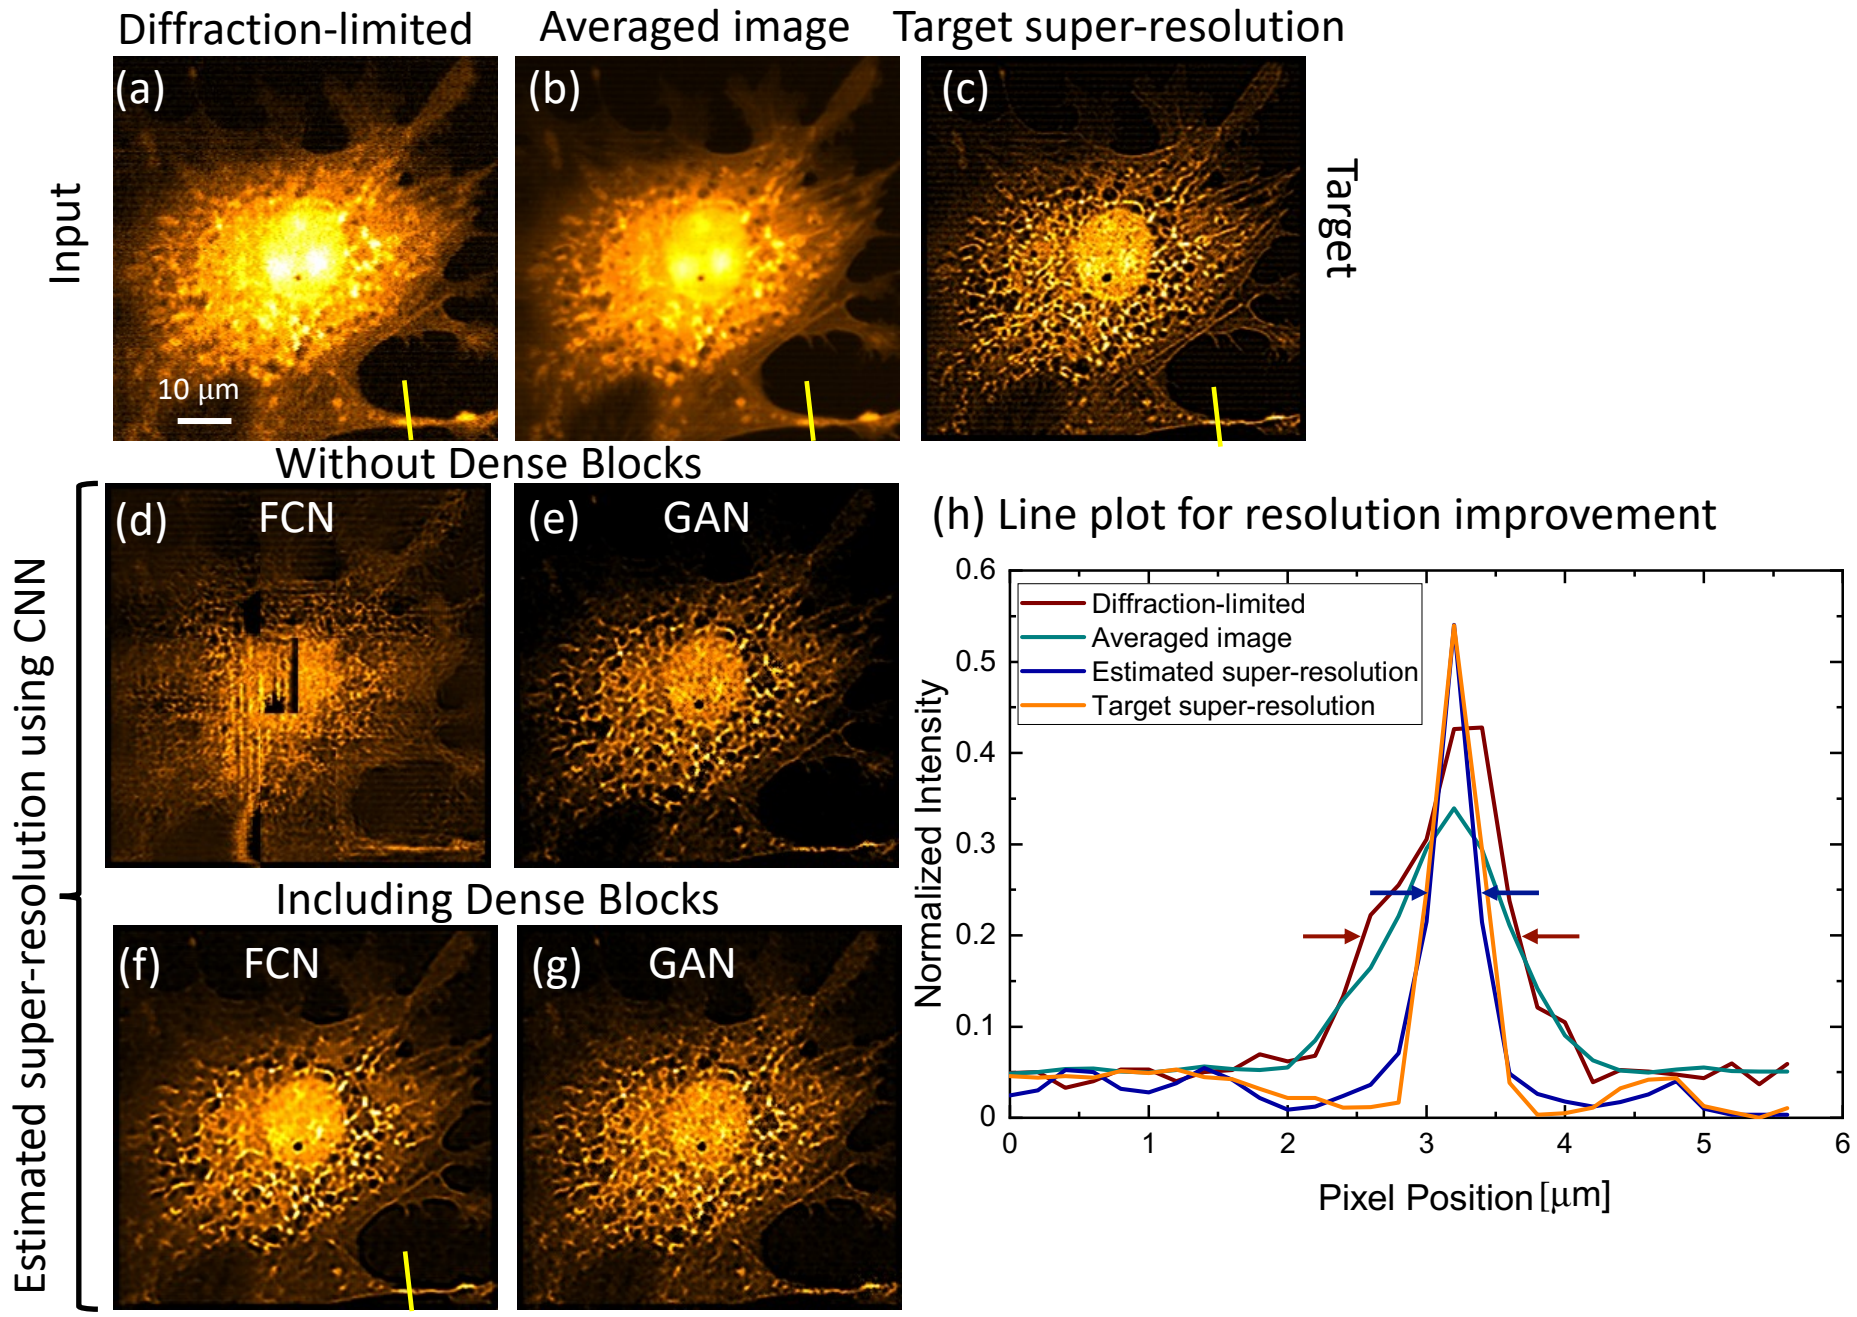 Diffraction-limited
Averaged image
Target super-resolution
(a)
(b)
(c)
Input
Target
10 μm
Without Dense Blocks
(d)
FCN
(e)
GAN
Estimated super-resolution using CNN
Including Dense Blocks
(f)
FCN
(g)
GAN
(h) Line plot for resolution improvement
0.6
0.5
0.4
0.3
0.2
0.1
0
Normalized Intensity
Diffraction-limited
Averaged image
Estimated super-resolution
Target super-resolution
0 1 2 3 4 5 6
Pixel Position [μm]